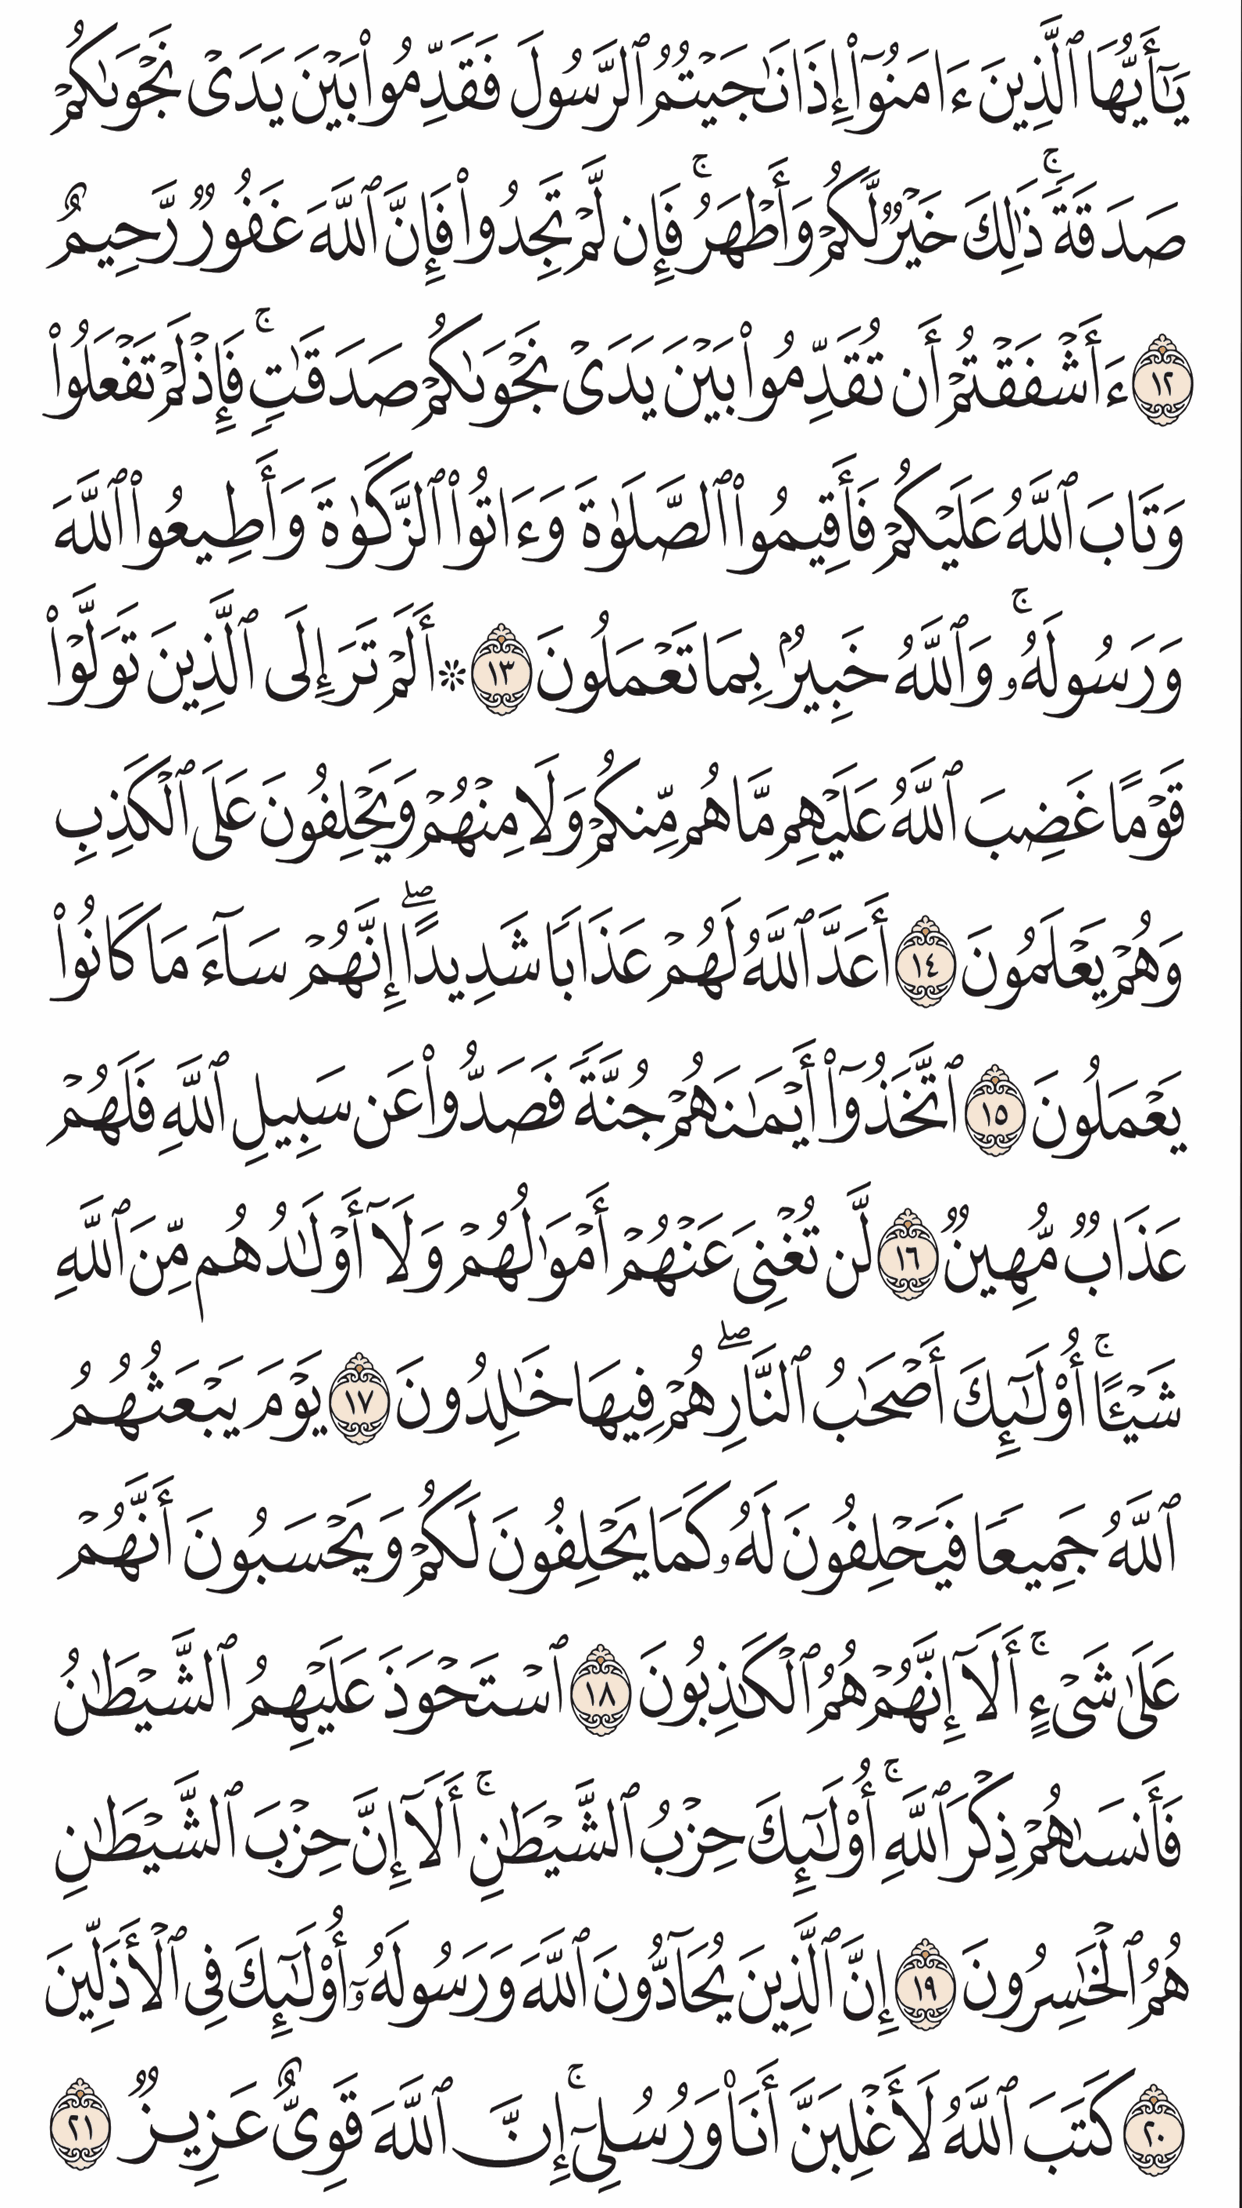 يَـٰٓأَيُّهَا ٱلَّذِينَ ءَامَنُوٓا۟ إِذَا نَـٰجَيْتُمُ ٱلرَّسُولَ فَقَدِّمُوا۟ بَيْنَ يَدَىْ نَجْوَىٰكُمْ
صَدَقَةً ۚ ذَٰلِكَ خَيْرٌ لَّكُمْ وَأَطْهَرُ ۚ فَإِن لَّمْ تَجِدُوا۟ فَإِنَّ ٱللَّهَ غَفُورٌ رَّحِيمٌ
١٢ ءَأَشْفَقْتُمْ أَن تُقَدِّمُوا۟ بَيْنَ يَدَىْ نَجْوَىٰكُمْ صَدَقَـٰتٍ ۚ فَإِذْ لَمْ تَفْعَلُوا۟
وَتَابَ ٱللَّهُ عَلَيْكُمْ فَأَقِيمُوا۟ ٱلصَّلَوٰةَ وَءَاتُوا۟ ٱلزَّكَوٰةَ وَأَطِيعُوا۟ ٱللَّهَ
وَرَسُولَهُۥ ۚ وَٱللَّهُ خَبِيرٌۢ بِمَا تَعْمَلُونَ ١٣ ۞ أَلَمْ تَرَ إِلَى ٱلَّذِينَ تَوَلَّوْا۟
قَوْمًا غَضِبَ ٱللَّهُ عَلَيْهِم مَّا هُم مِّنكُمْ وَلَا مِنْهُمْ وَيَحْلِفُونَ عَلَى ٱلْكَذِبِ
وَهُمْ يَعْلَمُونَ ١٤ أَعَدَّ ٱللَّهُ لَهُمْ عَذَابًا شَدِيدًا ۖ إِنَّهُمْ سَآءَ مَا كَانُوا۟
يَعْمَلُونَ ١٥ ٱتَّخَذُوٓا۟ أَيْمَـٰنَهُمْ جُنَّةً فَصَدُّوا۟ عَن سَبِيلِ ٱللَّهِ فَلَهُمْ
عَذَابٌ مُّهِينٌ ١٦ لَّن تُغْنِىَ عَنْهُمْ أَمْوَٰلُهُمْ وَلَآ أَوْلَـٰدُهُم مِّنَ ٱللَّهِ
شَيْـًٔا ۚ أُو۟لَـٰٓئِكَ أَصْحَـٰبُ ٱلنَّارِ ۖ هُمْ فِيهَا خَـٰلِدُونَ ١٧ يَوْمَ يَبْعَثُهُمُ
ٱللَّهُ جَمِيعًا فَيَحْلِفُونَ لَهُۥ كَمَا يَحْلِفُونَ لَكُمْ وَيَحْسَبُونَ أَنَّهُمْ
عَلَىٰ شَىْءٍ ۚ أَلَآ إِنَّهُمْ هُمُ ٱلْكَـٰذِبُونَ ١٨ ٱسْتَحْوَذَ عَلَيْهِمُ ٱلشَّيْطَـٰنُ
فَأَنسَىٰهُمْ ذِكْرَ ٱللَّهِ ۚ أُو۟لَـٰٓئِكَ حِزْبُ ٱلشَّيْطَـٰنِ ۚ أَلَآ إِنَّ حِزْبَ ٱلشَّيْطَـٰنِ
هُمُ ٱلْخَـٰسِرُونَ ١٩ إِنَّ ٱلَّذِينَ يُحَآدُّونَ ٱللَّهَ وَرَسُولَهُۥٓ أُو۟لَـٰٓئِكَ فِى ٱلْأَذَلِّينَ
٢٠ كَتَبَ ٱللَّهُ لَأَغْلِبَنَّ أَنَا۠ وَرُسُلِىٓ ۚ إِنَّ ٱللَّهَ قَوِىٌّ عَزِيزٌ ٢١